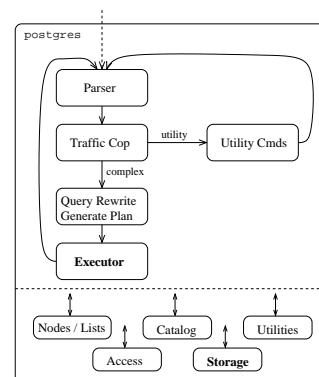 postgres
Parser
Traffic Cop
utility
Utility Cmds
complex
Query Rewrite
Generate Plan
Executor
Nodes / Lists
Catalog
Utilities
Access
Storage